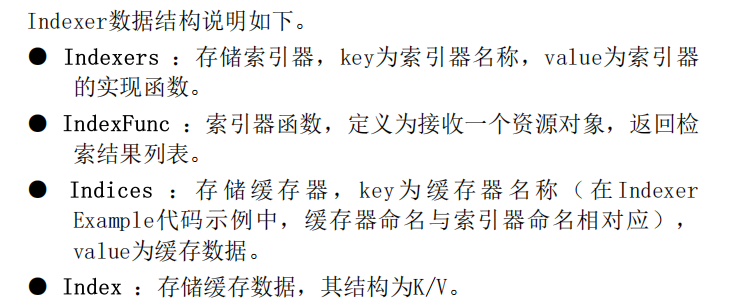 Indexer数据结构说明如下。
● Indexers ：存储索引器，key为索引器名称，value为索引器
的实现函数。
● IndexFunc ：索引器函数，定义为接收一个资源对象，返回检
索结果列表。
● Indices ：存储缓存器，key为缓存器名称（在Indexer
Example代码示例中，缓存器命名与索引器命名相对应），
value为缓存数据。
● Index ：存储缓存数据，其结构为K/V。